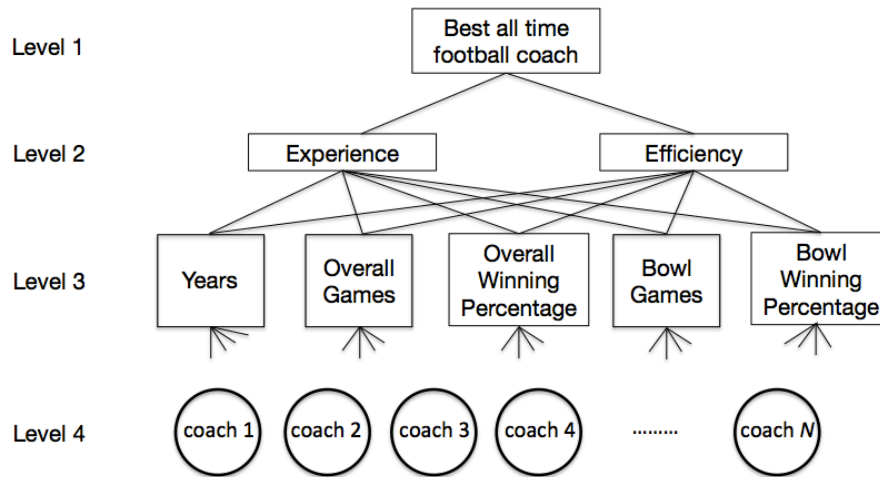 Level 1
Best all time
football coach
Level 2
Experience
Efficiency
Level 3
Years
Overall
Games
Overall
Winning
Percentage
Bowl
Games
Bowl
Winning
Percentage
Level 4
coach 1
coach 2
coach 3
coach 4
.........
coach N